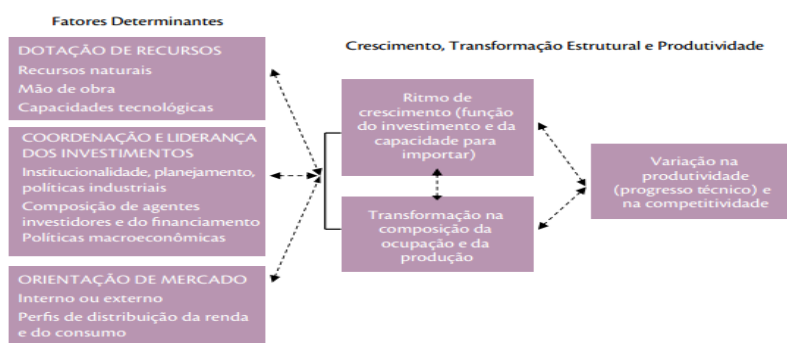 Fatores Determinantes
DOTAÇÃO DE RECURSOS
Recursos naturais
Mão de obra
Capacidades tecnológicas
COORDENAÇÃO E LIDERANÇA
DOS INVESTIMENTOS
Institucionalidade, planejamento,
políticas industriais
Composição de agentes
investidores e do financiamento
Políticas macroeconômicas
ORIENTAÇÃO DE MERCADO
Interno ou externo
Perfis de distribuição da renda
e do consumo
Crescimento, Transformação Estrutural e Produtividade
Ritmo de
crescimento (função
do investimento e da
capacidade para
importar)
Transformação na
composição da
ocupação e da
produção
Variação na
produtividade
(progresso técnico) e
na competitividade